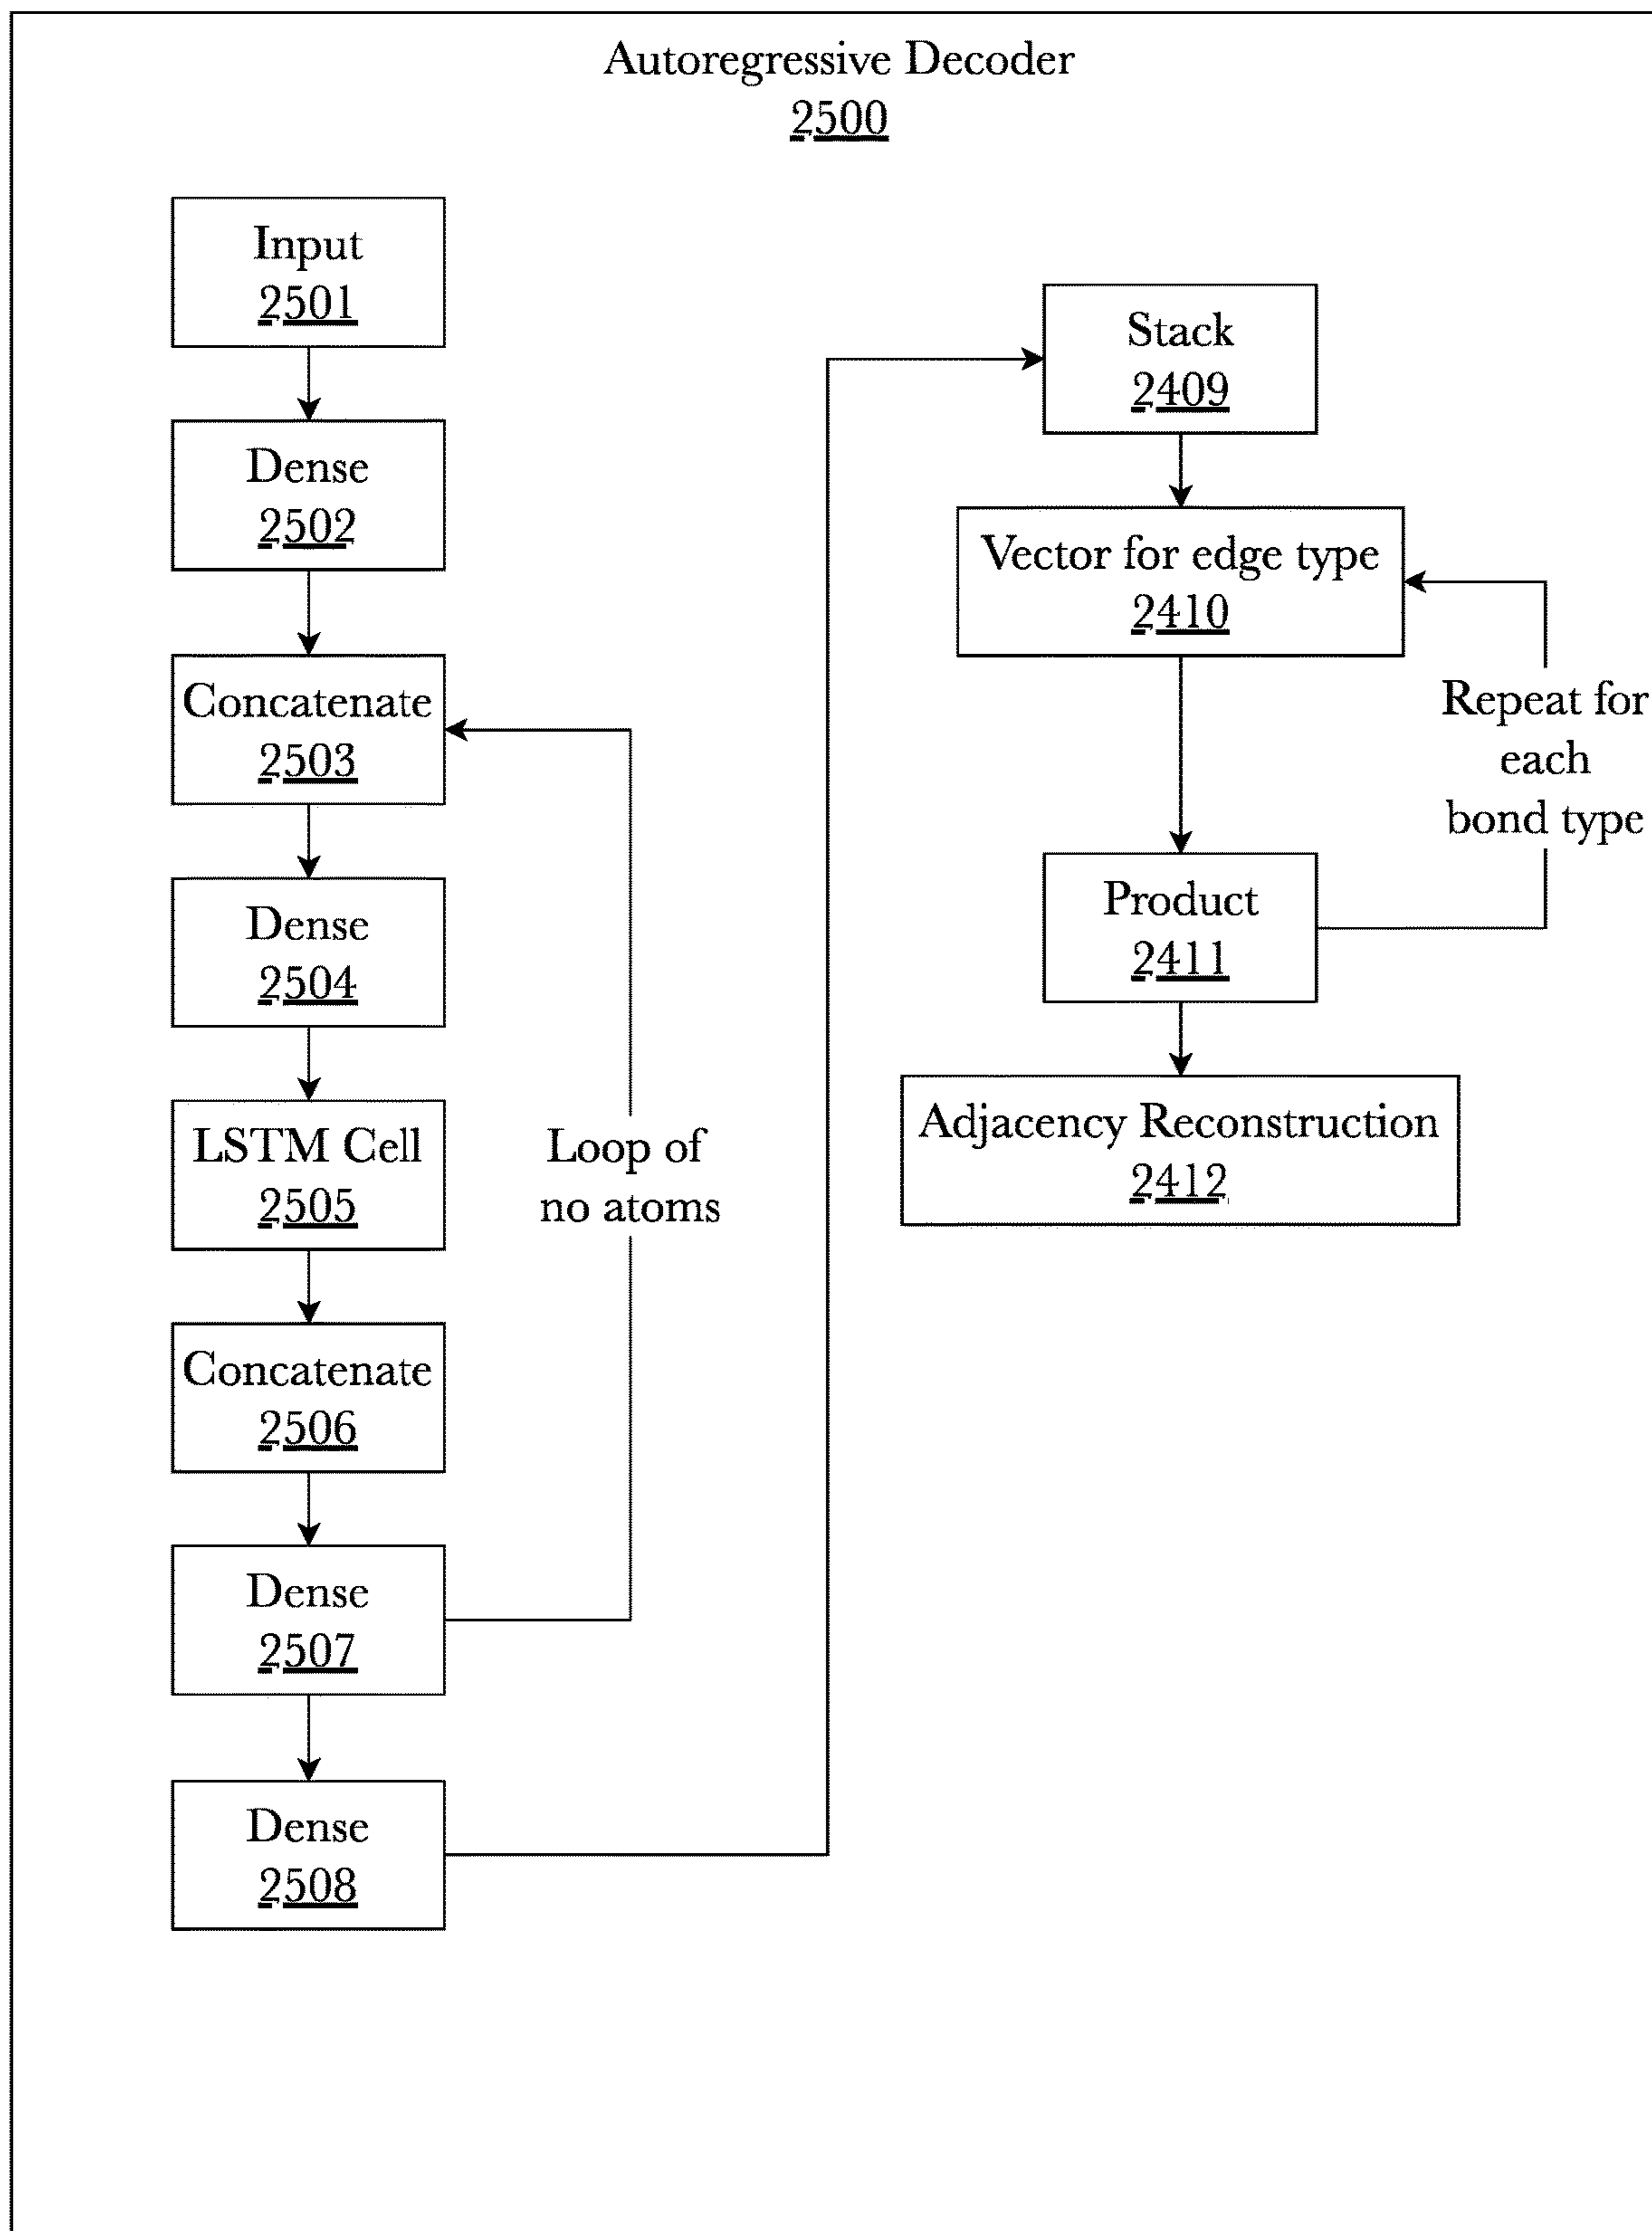 Autoregressive Decoder
2500
Input
2501
Dense
2502
Concatenate
2503
Dense
2504
LSTM Cell
2505
Concatenate
2506
Dense
2507
Dense
2508
Loop of
no atoms
Stack
2409
Vector for edge type
2410
Repeat for
each
bond type
Product
2411
Adjacency Reconstruction
2412